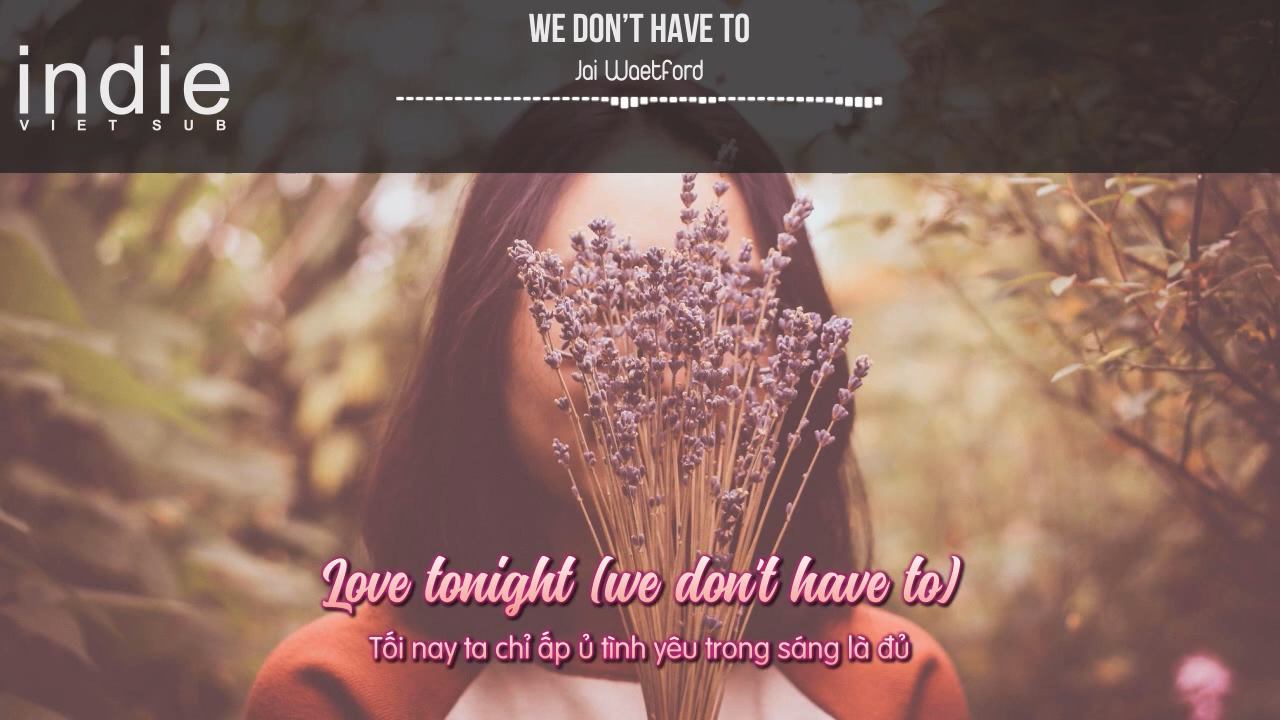 WE DON'T HAVE TO
Jai Waetford
indie
VIET SUB
Love tonight (we don't have to)
Tối nay ta chỉ ấp ủ tình yêu trong sáng là đủ